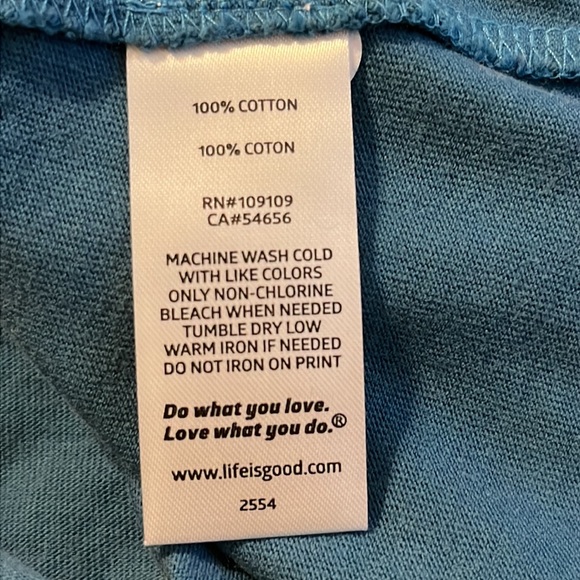 100% COTTON
100% COTON
RN#109109
CA#54656
MACHINE WASH COLD
WITH LIKE COLORS
ONLY NON-CHLORINE
BLEACH WHEN NEEDED
TUMBLE DRY LOW
WARM IRON IF NEEDED
DO NOT IRON ON PRINT
Do what you love.
Love what you do.®
www.lifeisgood.com
2554